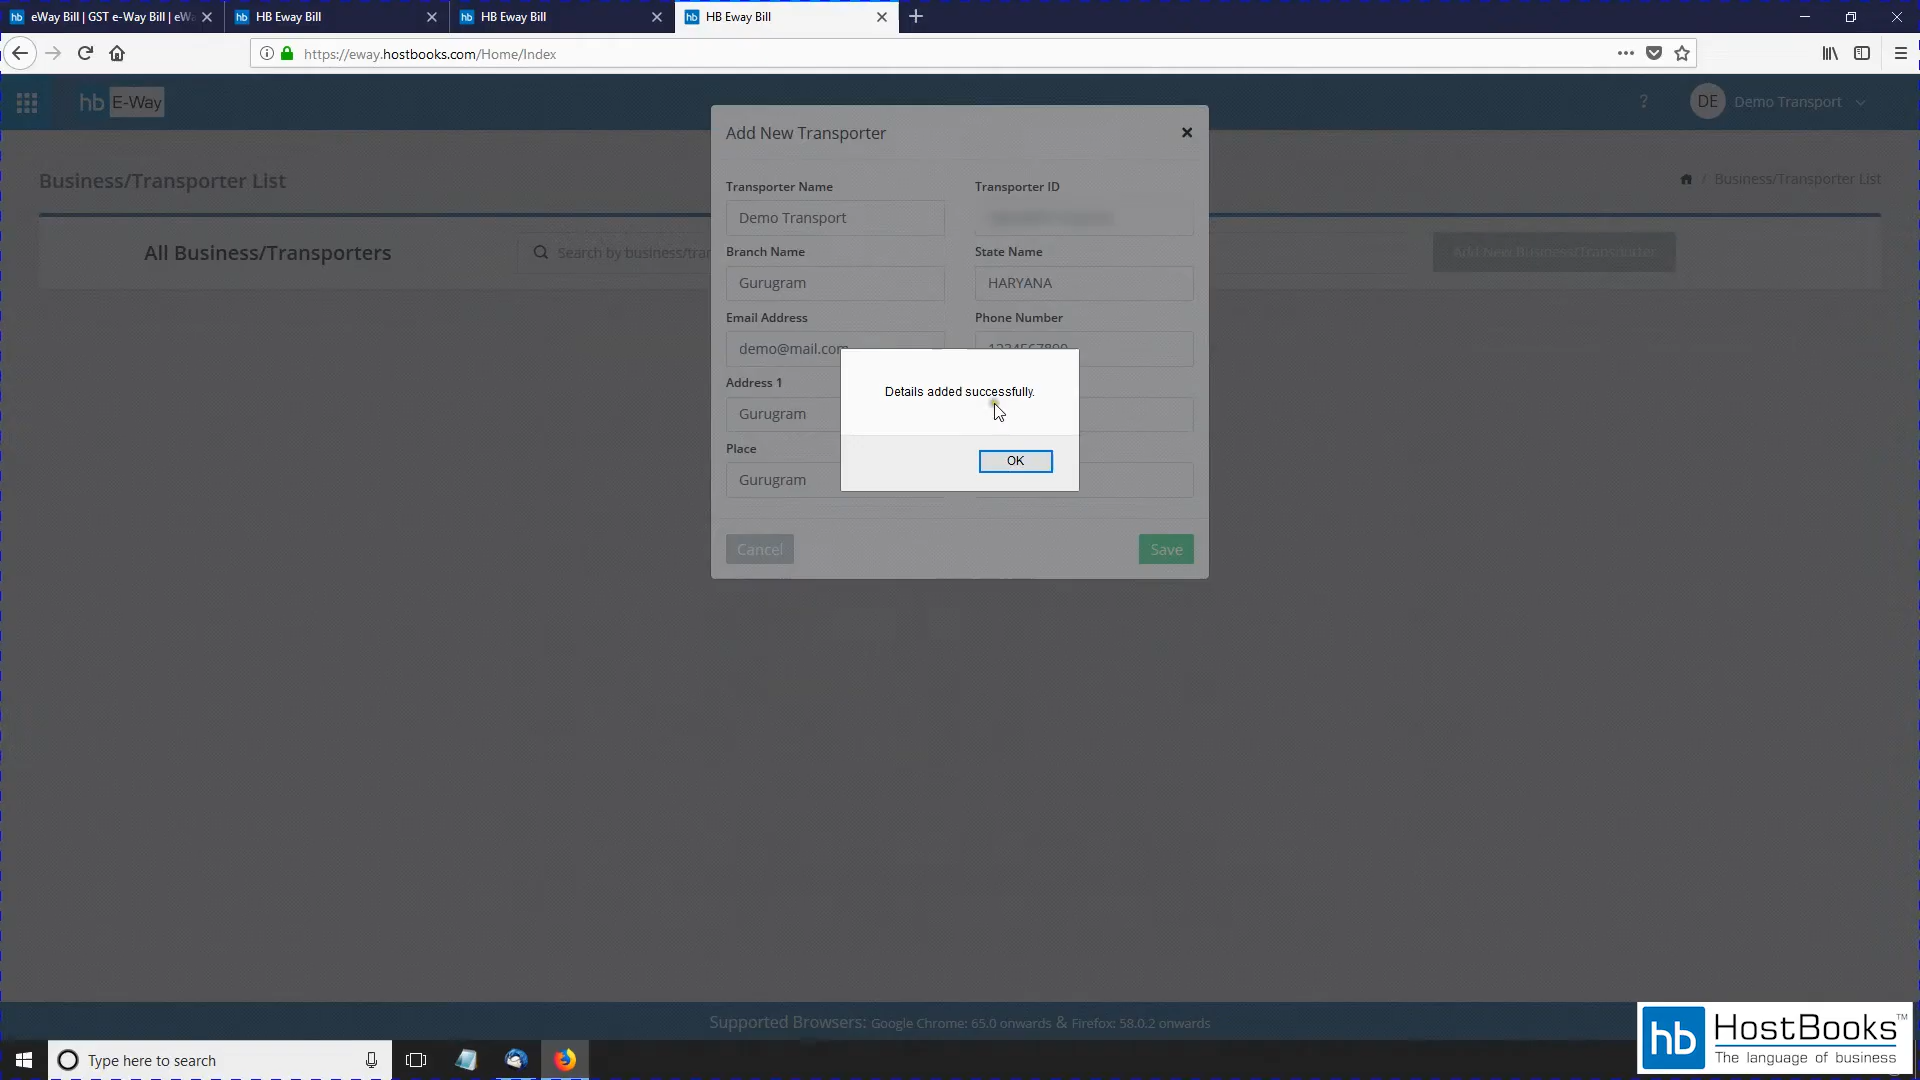 eWay Bill | GST e-Way Bill | eWa
HB Eway Bill
HB Eway Bill
HB Eway Bill
https://eway.hostbooks.com/Home/Index
hb E-Way
?
DE Demo Transport
Add New Transporter
Business/Transporter List
/ Business/Transporter List
Transporter Name
Transporter ID
Demo Transport
All Business/Transporters
Search by business/tran
Add New Business/Transporter
Branch Name
State Name
Gurugram
HARYANA
Email Address
Phone Number
demo@mail.com
1234567890
Details added successfully.
Address 1
Gurugram
Place
OK
Gurugram
Cancel
Save
Supported Browsers: Google Chrome: 65.0 onwards & Firefox: 58.0.2 onwards
hb HostBooks™
The language of business
Type here to search